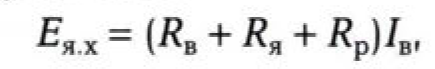 Eя.х = (Rв + Rя + Rр)Iв,